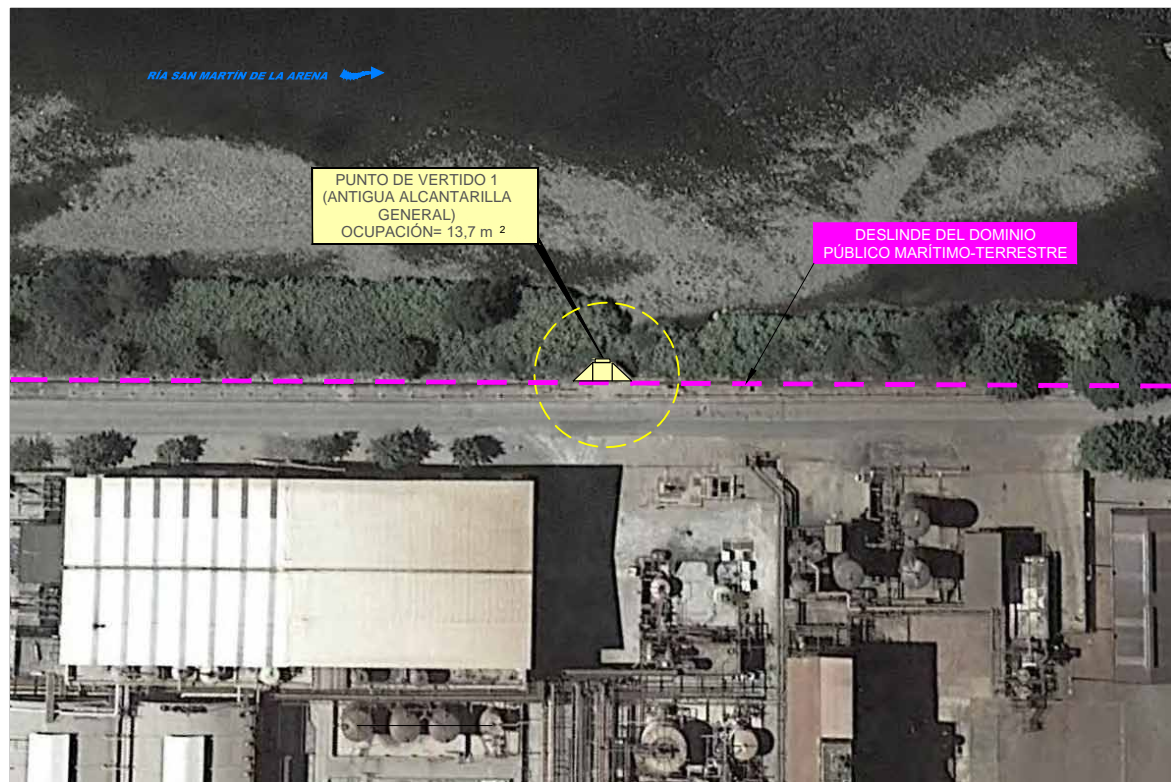 RÍA SAN MARTÍN DE LA ARENA
PUNTO DE VERTIDO 1
(ANTIGUA ALCANTARILLA
GENERAL)
OCUPACIÓN= 13,7 m ²
DESLINDE DEL DOMINIO
PÚBLICO MARÍTIMO-TERRESTRE